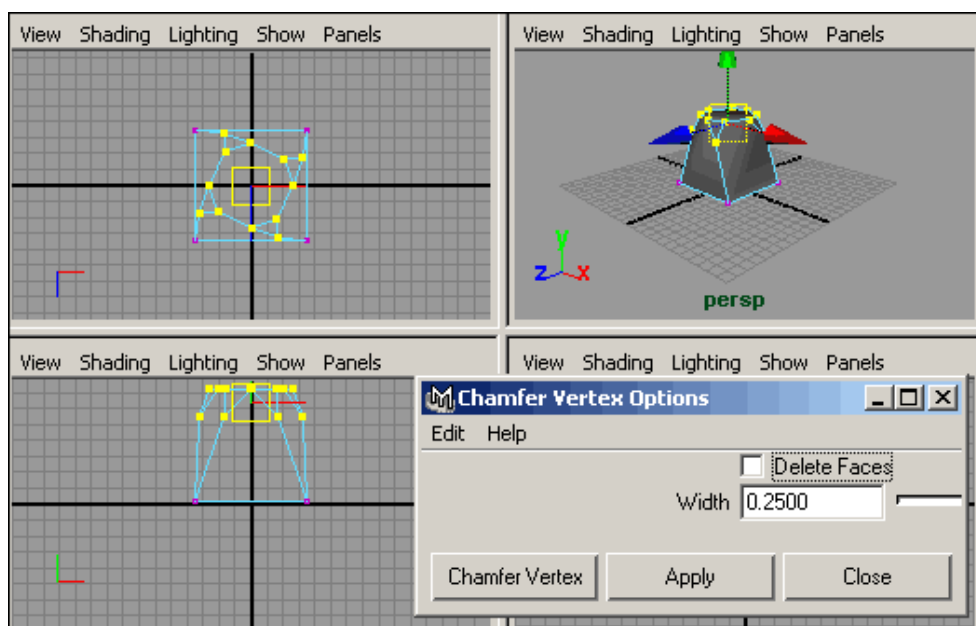 View Shading Lighting Show Panels
View Shading Lighting Show Panels
y
z x
persp
View Shading Lighting Show Panels
View Shading Lighting Show Panels
Chamfer Vertex Options
Edit Help
Delete Faces
Width 0.2500
Chamfer Vertex Apply Close